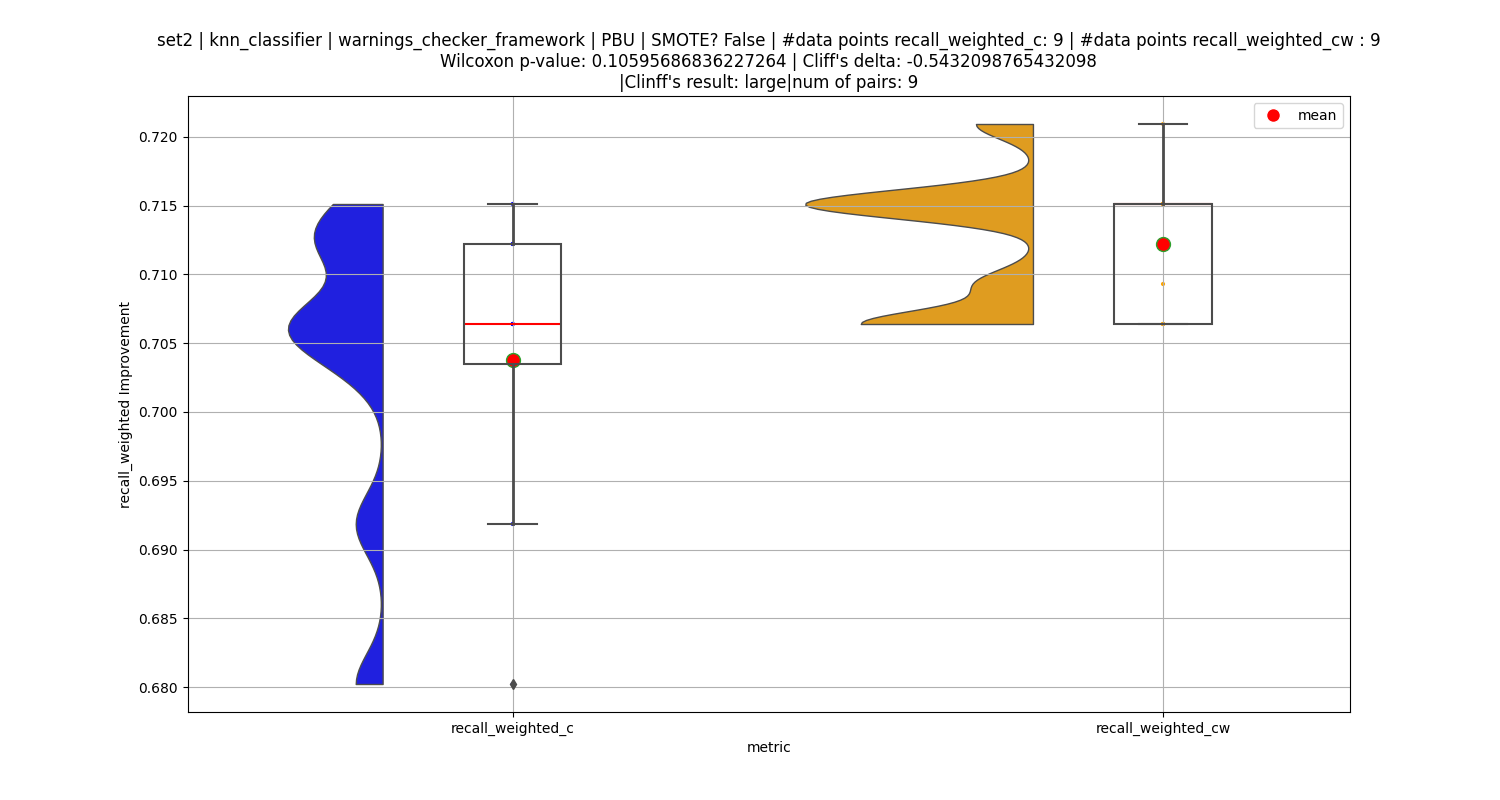 set2 | knn_classifier | warnings_checker_framework | PBU | SMOTE? False | #data points recall_weighted_c: 9 | #data points recall_weighted_cw : 9
Wilcoxon p-value: 0.10595686836227264 | Cliff's delta: -0.5432098765432098
|Clinff's result: large|num of pairs: 9
mean
0.720
0.715
0.710
0.705
0.700
0.695
0.690
0.685
0.680
recall_weighted Improvement
recall_weighted_c
recall_weighted_cw
metric